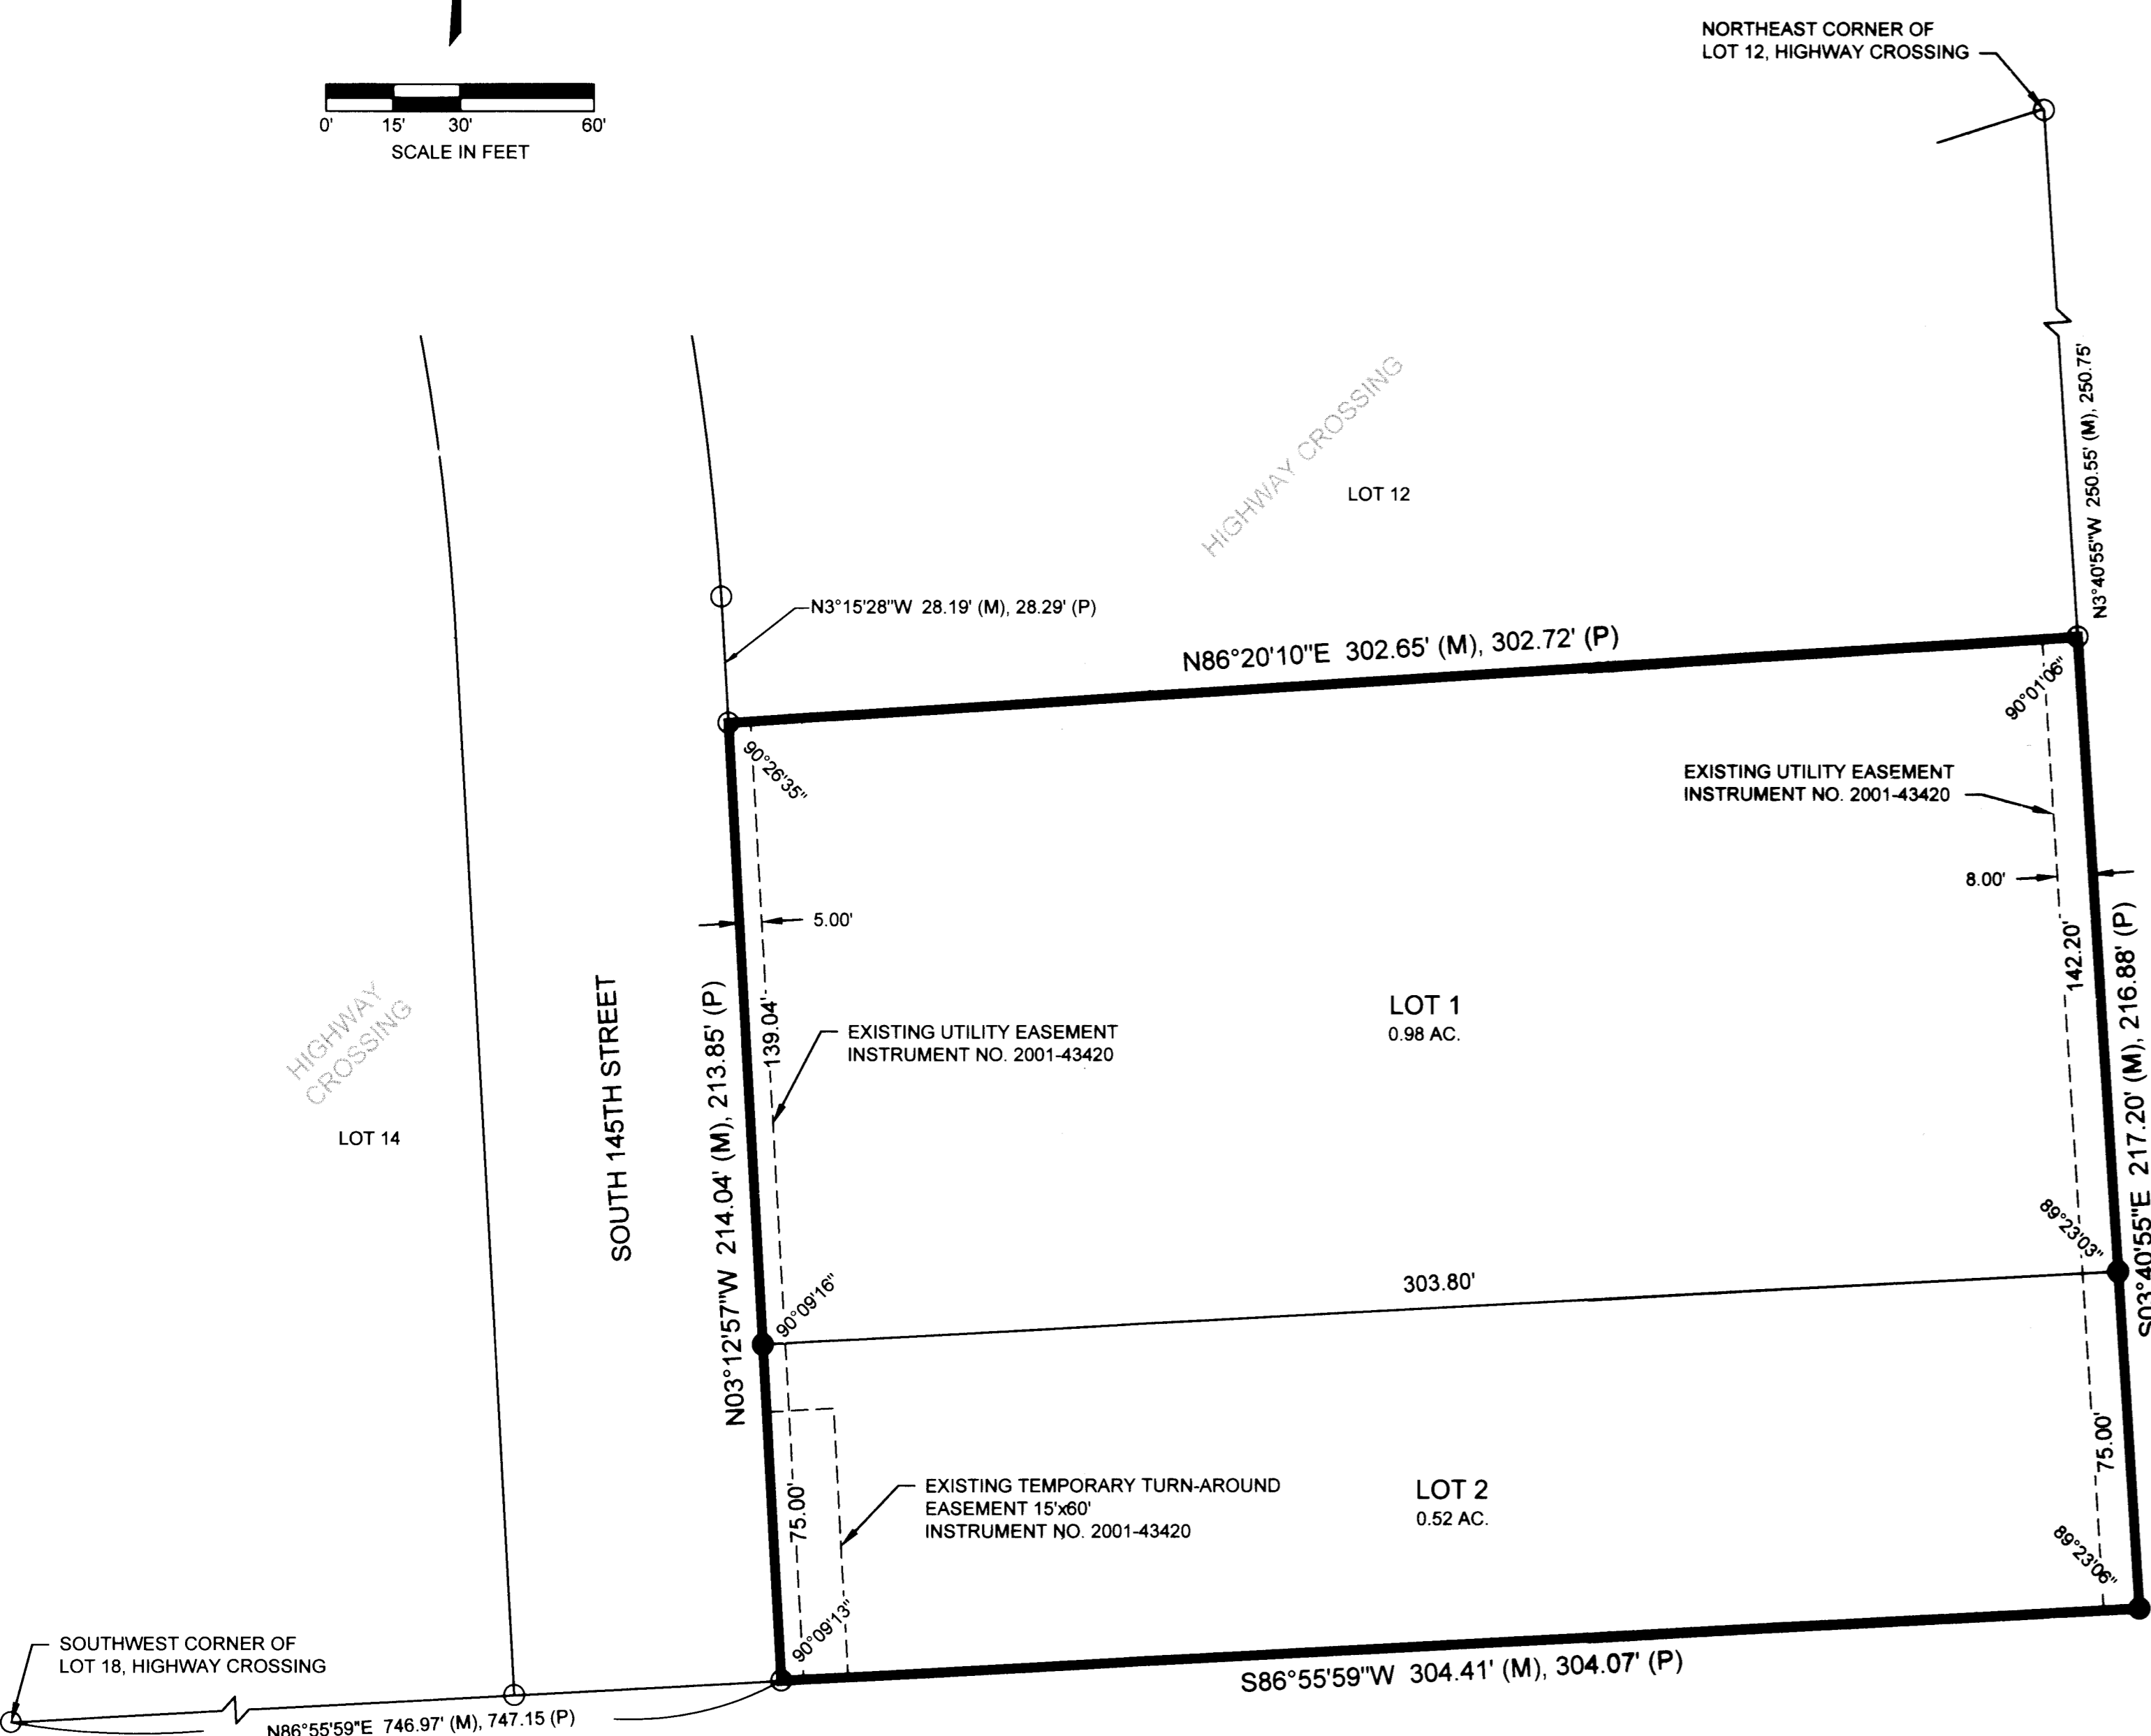 NORTHEAST CORNER OF
LOT 12, HIGHWAY CROSSING
0' 15' 30' 60'
SCALE IN FEET
N3°40'55"W 250.55' (M), 250.75'
HIGHWAY CROSSING
LOT 12
N3°15'28"W 28.19' (M), 28.29' (P)
N86°20'10"E 302.65' (M), 302.72' (P)
90°01'06"
90°26'35"
EXISTING UTILITY EASEMENT
INSTRUMENT NO. 2001-43420
8.00'
5.00'
142.20'
S03°40'55"E 217.20' (M), 216.88' (P)
HIGHWAY
CROSSING
LOT 14
SOUTH 145TH STREET
N03°12'57"W 214.04' (M), 213.85' (P)
139.04'
EXISTING UTILITY EASEMENT
INSTRUMENT NO. 2001-43420
LOT 1
0.98 AC.
89°23'03"
90°09'16"
303.80'
75.00'
EXISTING TEMPORARY TURN-AROUND
EASEMENT 15'x60'
INSTRUMENT NO. 2001-43420
LOT 2
0.52 AC.
75.00'
89°23'06"
90°09'13"
SOUTHWEST CORNER OF
LOT 18, HIGHWAY CROSSING
S86°55'59"W 304.41' (M), 304.07' (P)
N86°55'59"E 746.97' (M), 747.15 (P)